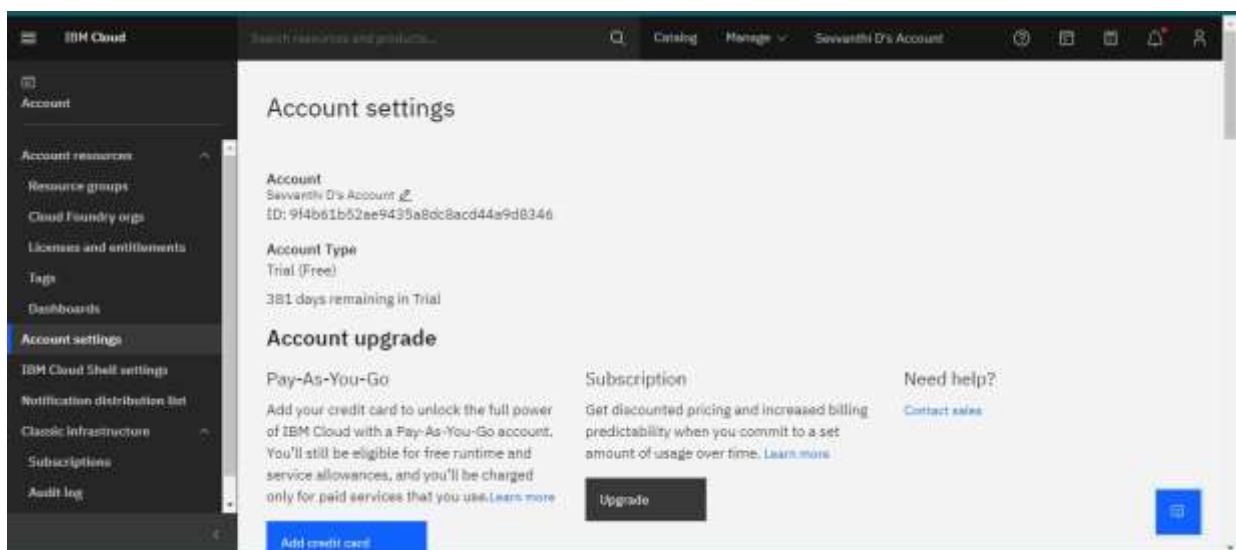 IBM Cloud
Search resources and products...
Catalog
Manage
Sevvanthi D's Account
Account
Account resources
Resource groups
Cloud Foundry orgs
Licenses and entitlements
Tags
Dashboards
Account settings
IBM Cloud Shell settings
Notification distribution list
Classic Infrastructure
Subscriptions
Audit log
Account settings
Account
Sevvanthi D's Account
ID: 9f4b61b52ae9435a8dc8acd44a9d8346
Account Type
Trial (Free)
381 days remaining in Trial
Account upgrade
Pay-As-You-Go
Add your credit card to unlock the full power
of IBM Cloud with a Pay-As-You-Go account.
You'll still be eligible for free runtime and
service allowances, and you'll be charged
only for paid services that you use.Learn more
Add credit card
Subscription
Get discounted pricing and increased billing
predictability when you commit to a set
amount of usage over time. Learn more
Upgrade
Need help?
Contact sales